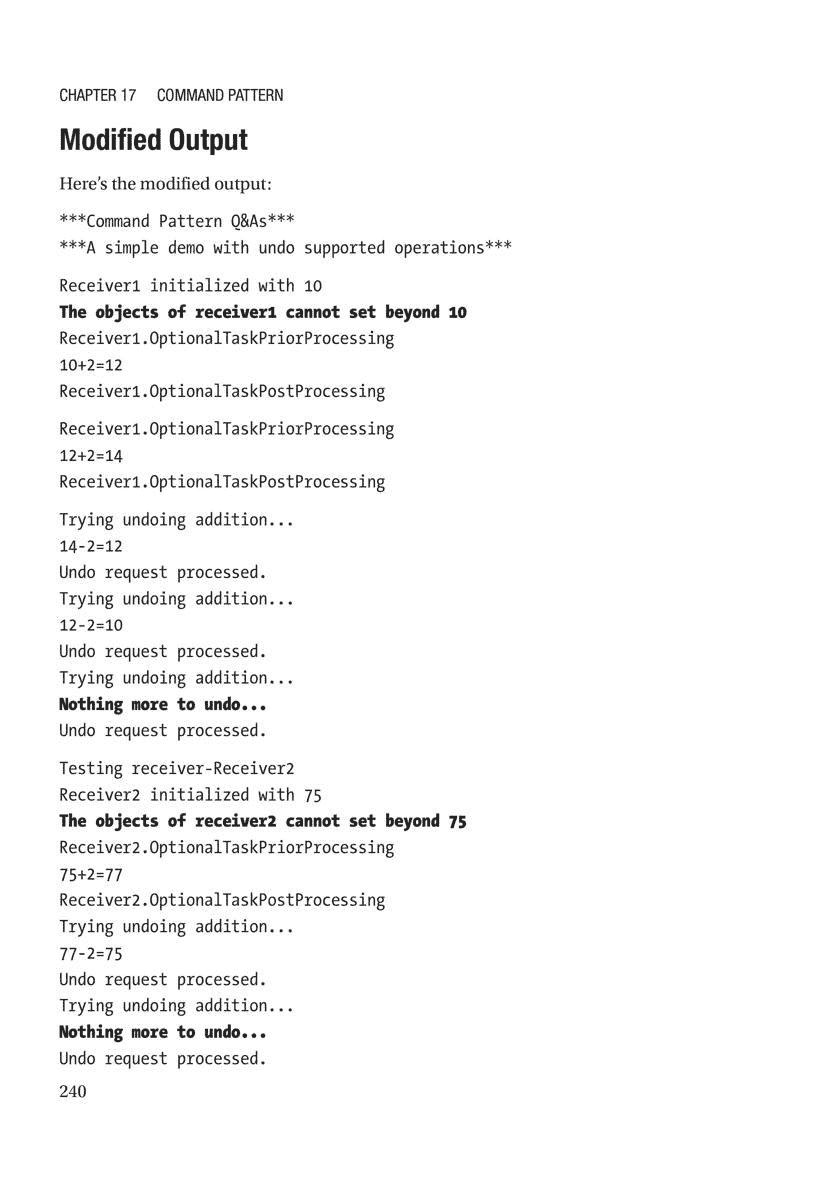 CHAPTER 17 COMMAND PATTERN
Modified Output
Here’s the modified output:
***Command Pattern Q&As***
***A simple demo with undo supported operations***
Receiver1 initialized with 10
The objects of receiver1 cannot set beyond 10
Receiver1.OptionalTaskPriorProcessing
10+2=12
Receiver1.OptionalTaskPostProcessing
Receiver1.OptionalTaskPriorProcessing
12+2=14
Receiver1.OptionalTaskPostProcessing
Trying undoing addition...
14-2=12
Undo request processed.
Trying undoing addition...
12-2=10
Undo request processed.
Trying undoing addition...
Nothing more to undo...
Undo request processed.
Testing receiver-Receiver2
Receiver2 initialized with 75
The objects of receiver2 cannot set beyond 75
Receiver2.OptionalTaskPriorProcessing
75+2=77
Receiver2.OptionalTaskPostProcessing
Trying undoing addition...
77-2=75
Undo request processed.
Trying undoing addition...
Nothing more to undo...
Undo request processed.
240